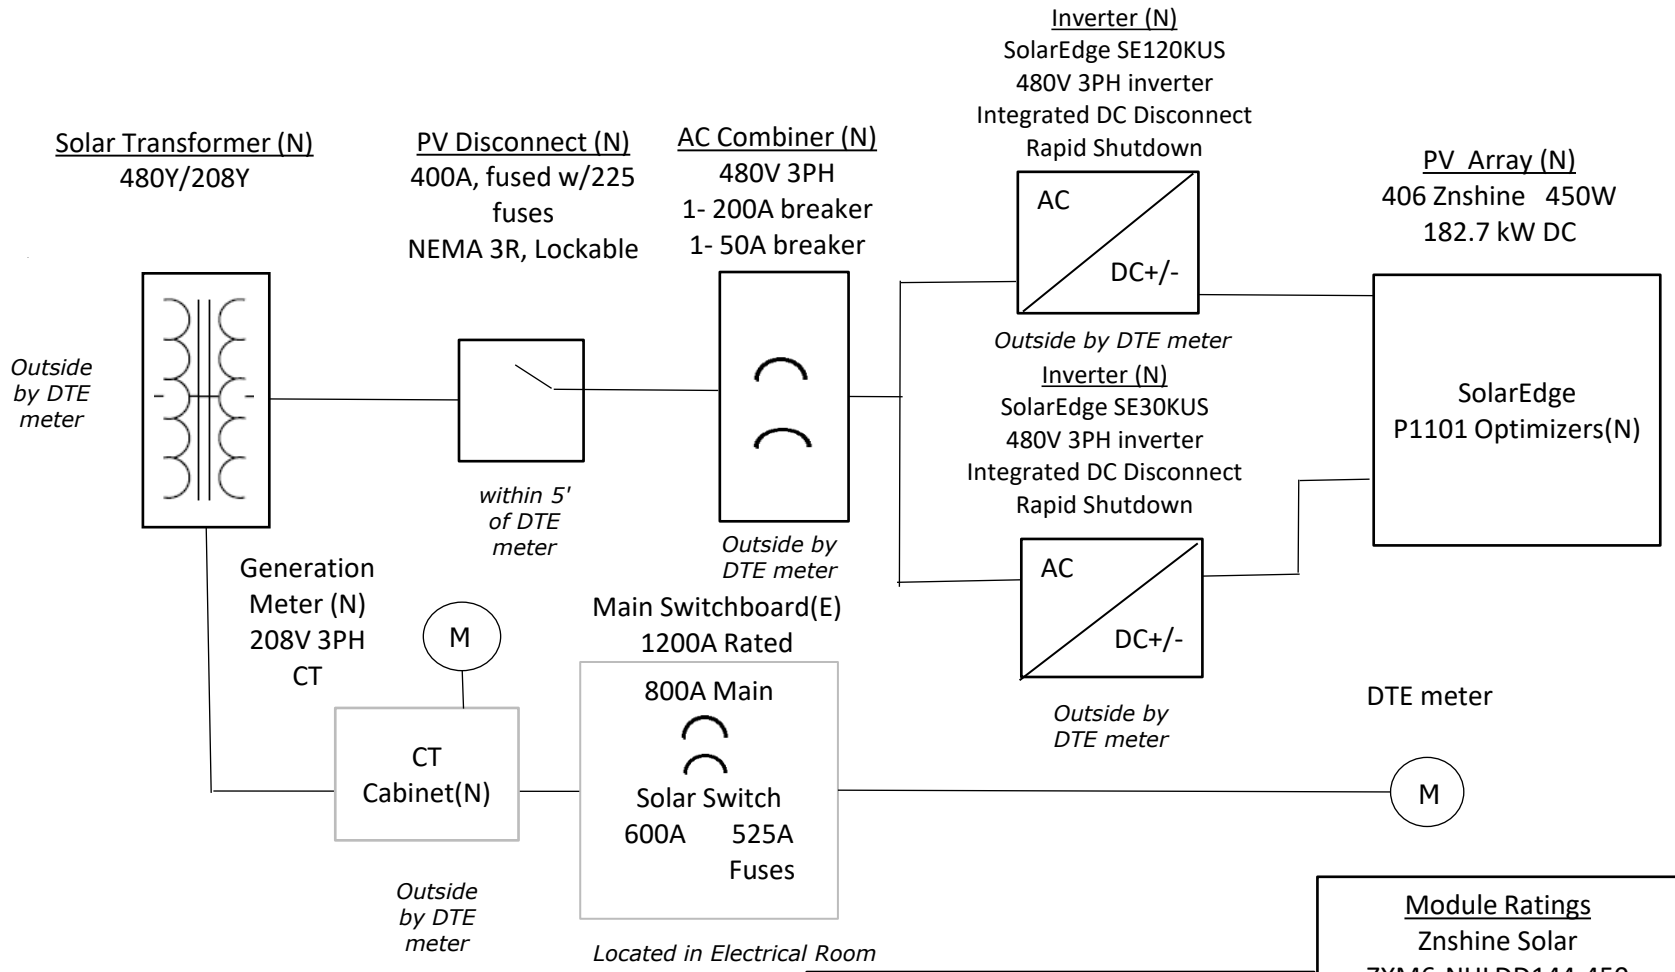 Inverter (N)
SolarEdge SE120KUS
480V 3PH inverter
Integrated DC Disconnect
Rapid Shutdown
Solar Transformer (N)
480Y/208Y
PV Disconnect (N)
400A, fused w/225
fuses
NEMA 3R, Lockable
AC Combiner (N)
480V 3PH
1- 200A breaker
1- 50A breaker
PV Array (N)
406 Znshine 450W
182.7 kW DC
AC
DC+/-
Outside by DTE meter
Outside
by DTE
meter
Inverter (N)
SolarEdge SE30KUS
480V 3PH inverter
Integrated DC Disconnect
Rapid Shutdown
SolarEdge
P1101 Optimizers(N)
within 5'
of DTE
meter
Outside by
DTE meter
AC
DC+/-
Outside by
DTE meter
Generation
Meter (N)
208V 3PH
CT
M
Main Switchboard(E)
1200A Rated
800A Main
Solar Switch
600A 525A
Fuses
CT
Cabinet(N)
DTE meter
M
Outside
by DTE
meter
Located in Electrical Room
Module Ratings
Znshine Solar